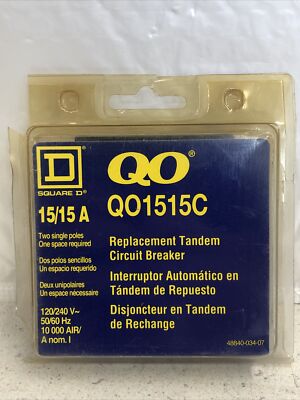 D
SQUARE D®
15/15 A
Two single poles
One space required
Dos polos sencillos
Un espacio requerido
Deux unipolaires
Un espace nécessaire
120/240 V~
50/60 Hz
10 000 AIR/
A nom. I
QO®
QO1515C
Replacement Tandem
Circuit Breaker
Interruptor Automático en
Tándem de Repuesto
Disjoncteur en Tandem
de Rechange
48840-034-07